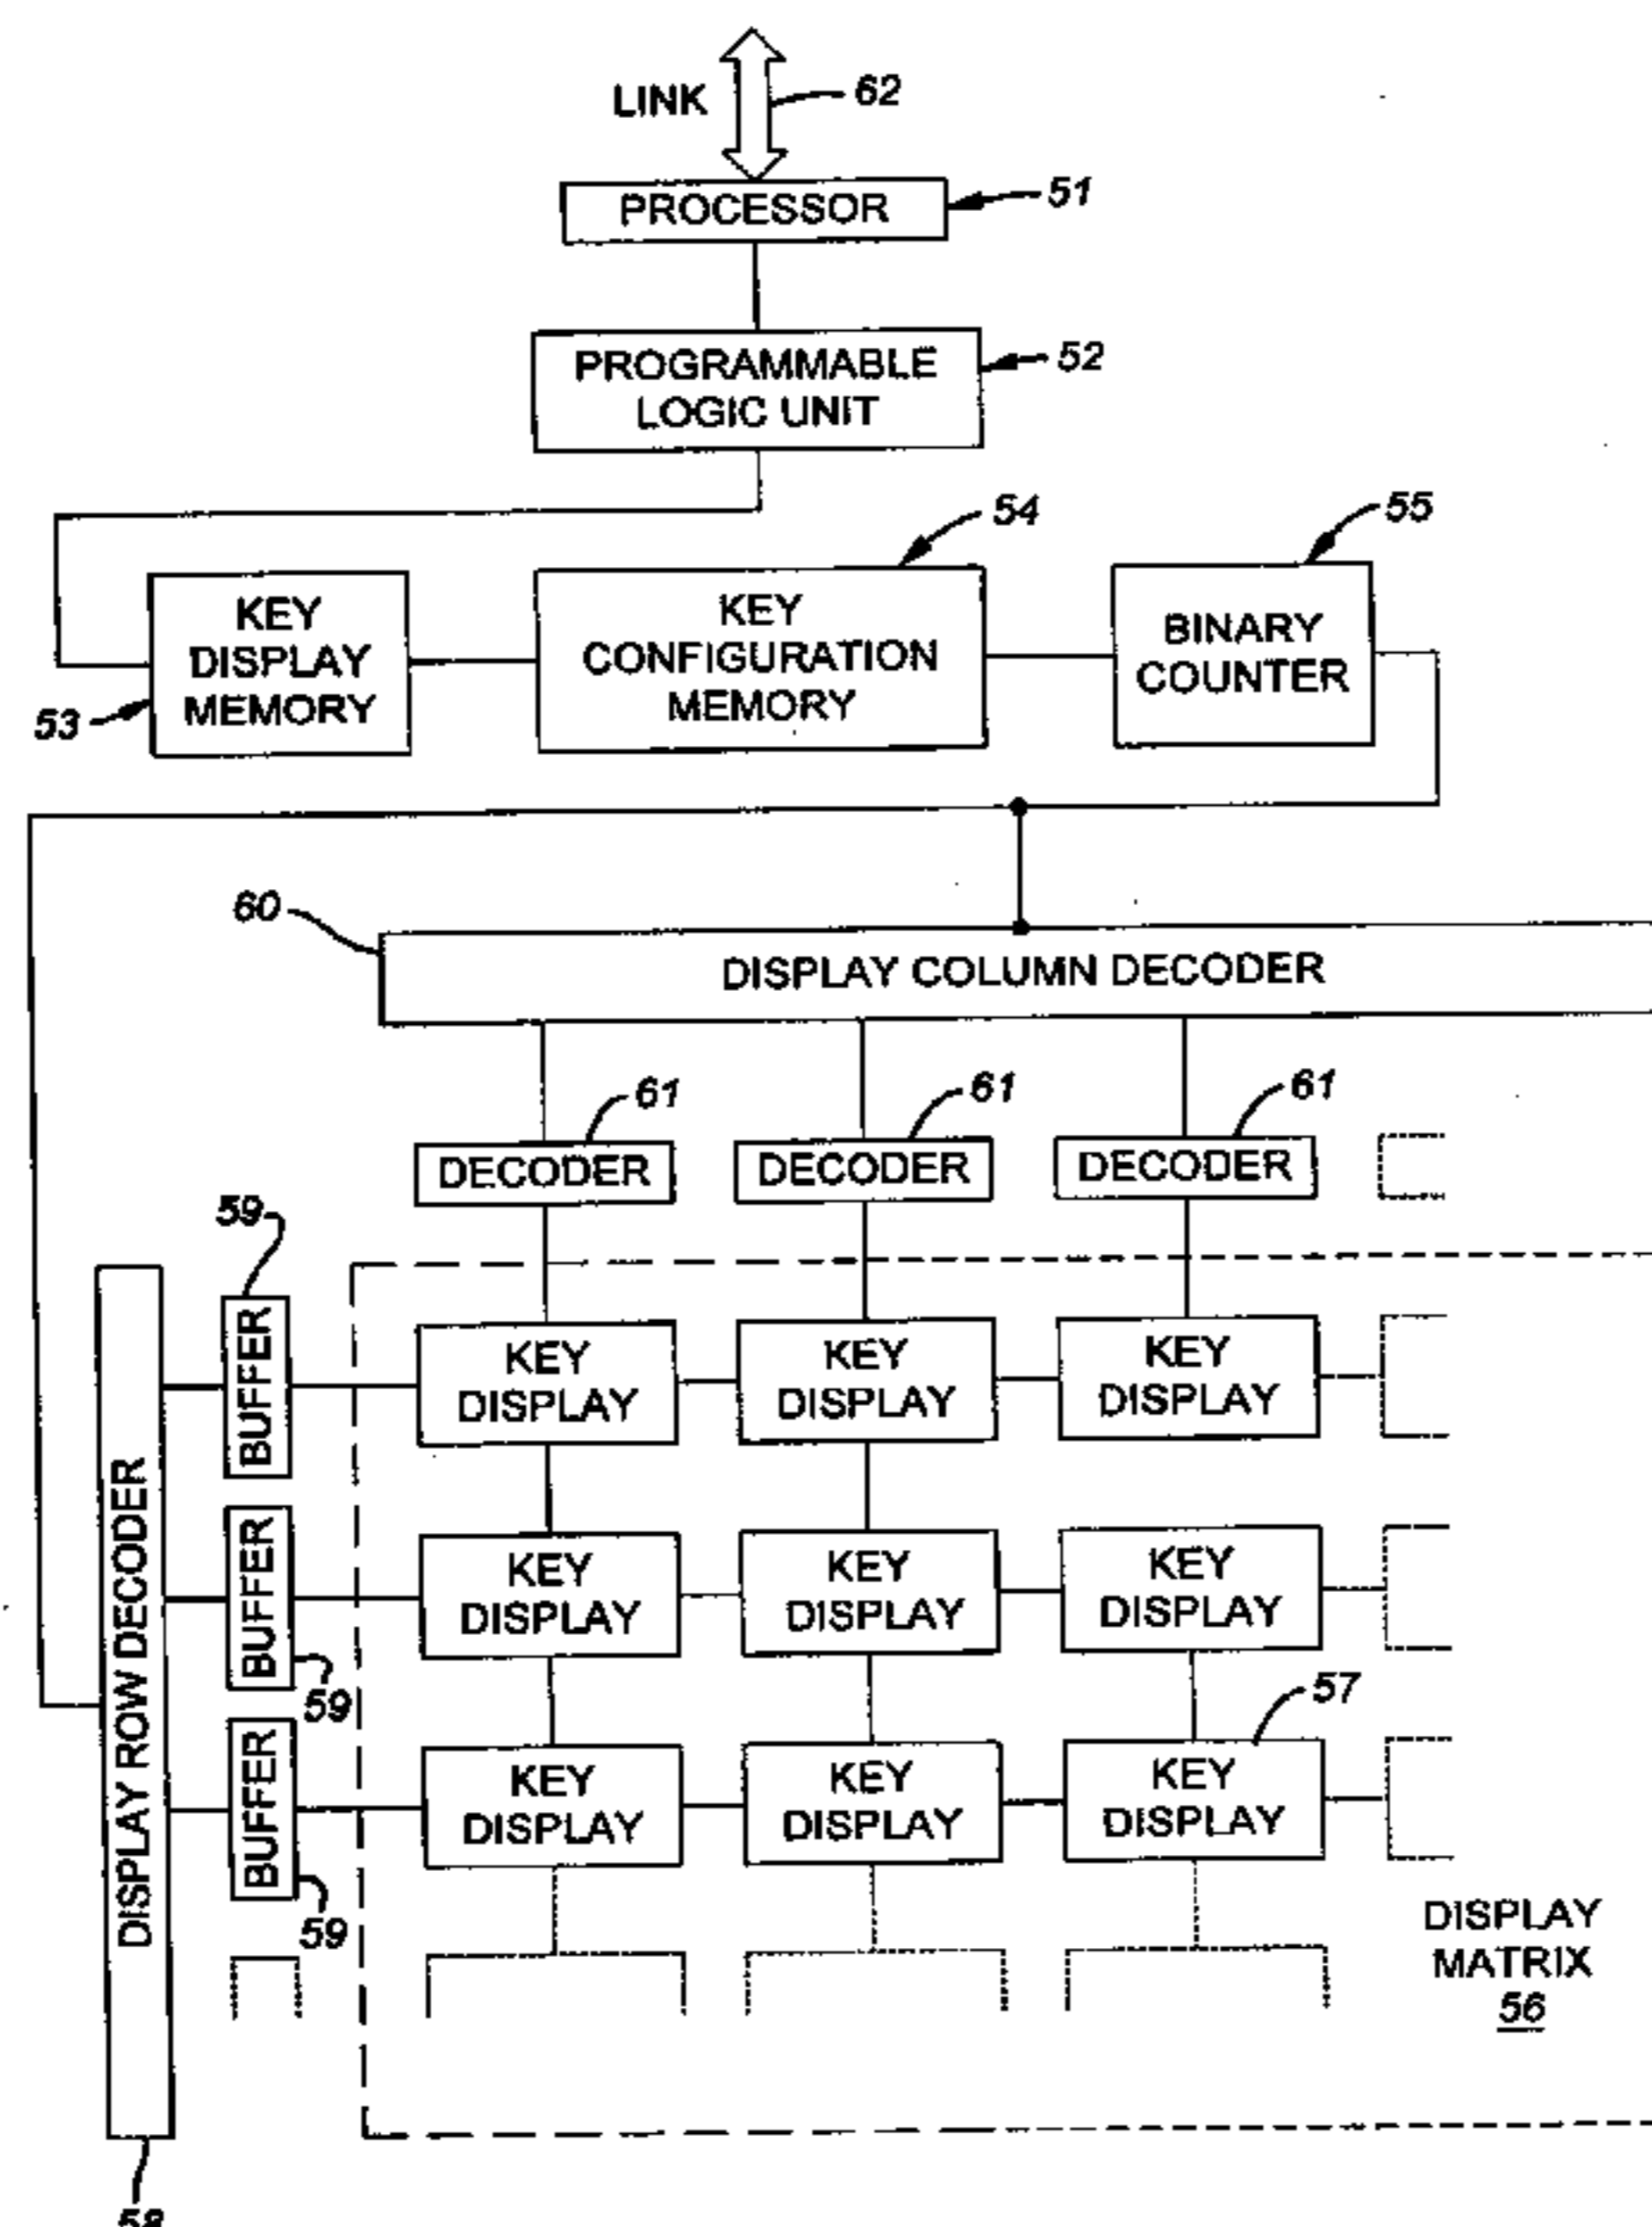 LINK
62
PROCESSOR
51
PROGRAMMABLE
LOGIC UNIT
52
54
55
KEY
DISPLAY
MEMORY
53
KEY
CONFIGURATION
MEMORY
BINARY
COUNTER
60
DISPLAY COLUMN DECODER
61
61
61
DECODER
DECODER
DECODER
59
BUFFER
KEY
DISPLAY
KEY
DISPLAY
KEY
DISPLAY
DISPLAY ROW DECODER
BUFFER
59
KEY
DISPLAY
KEY
DISPLAY
KEY
DISPLAY
57
BUFFER
59
KEY
DISPLAY
KEY
DISPLAY
KEY
DISPLAY
DISPLAY
MATRIX
56
58